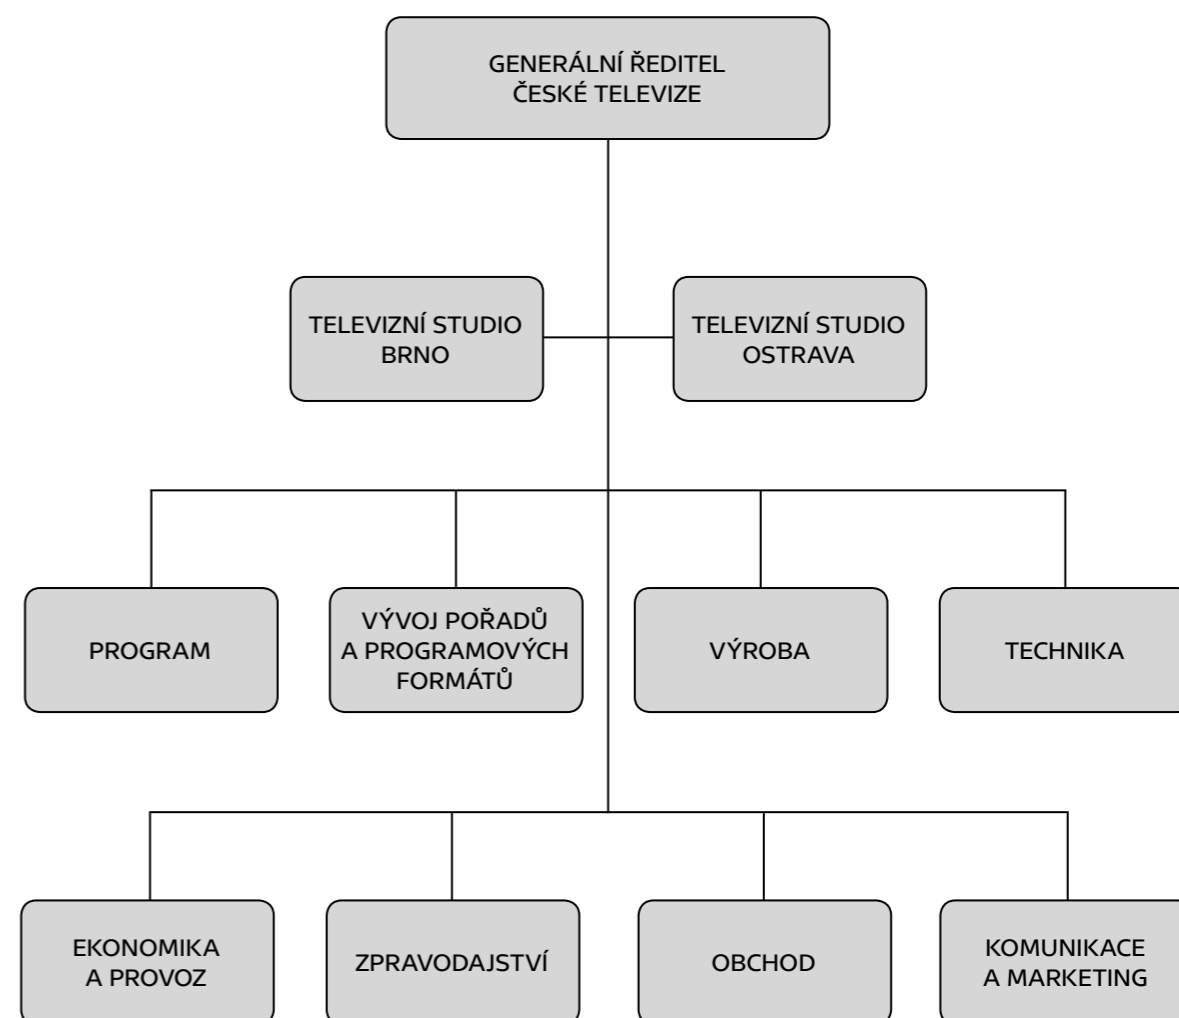 GENERÁLNÍ ŘEDITEL
ČESKÉ TELEVIZE
TELEVIZNÍ STUDIO
BRNO
TELEVIZNÍ STUDIO
OSTRAVA
PROGRAM
VÝVOJ POŘADŮ
A PROGRAMOVÝCH
FORMÁTŮ
VÝROBA
TECHNIKA
EKONOMIKA
A PROVOZ
ZPRAVODAJSTVÍ
OBCHOD
KOMUNIKACE
A MARKETING